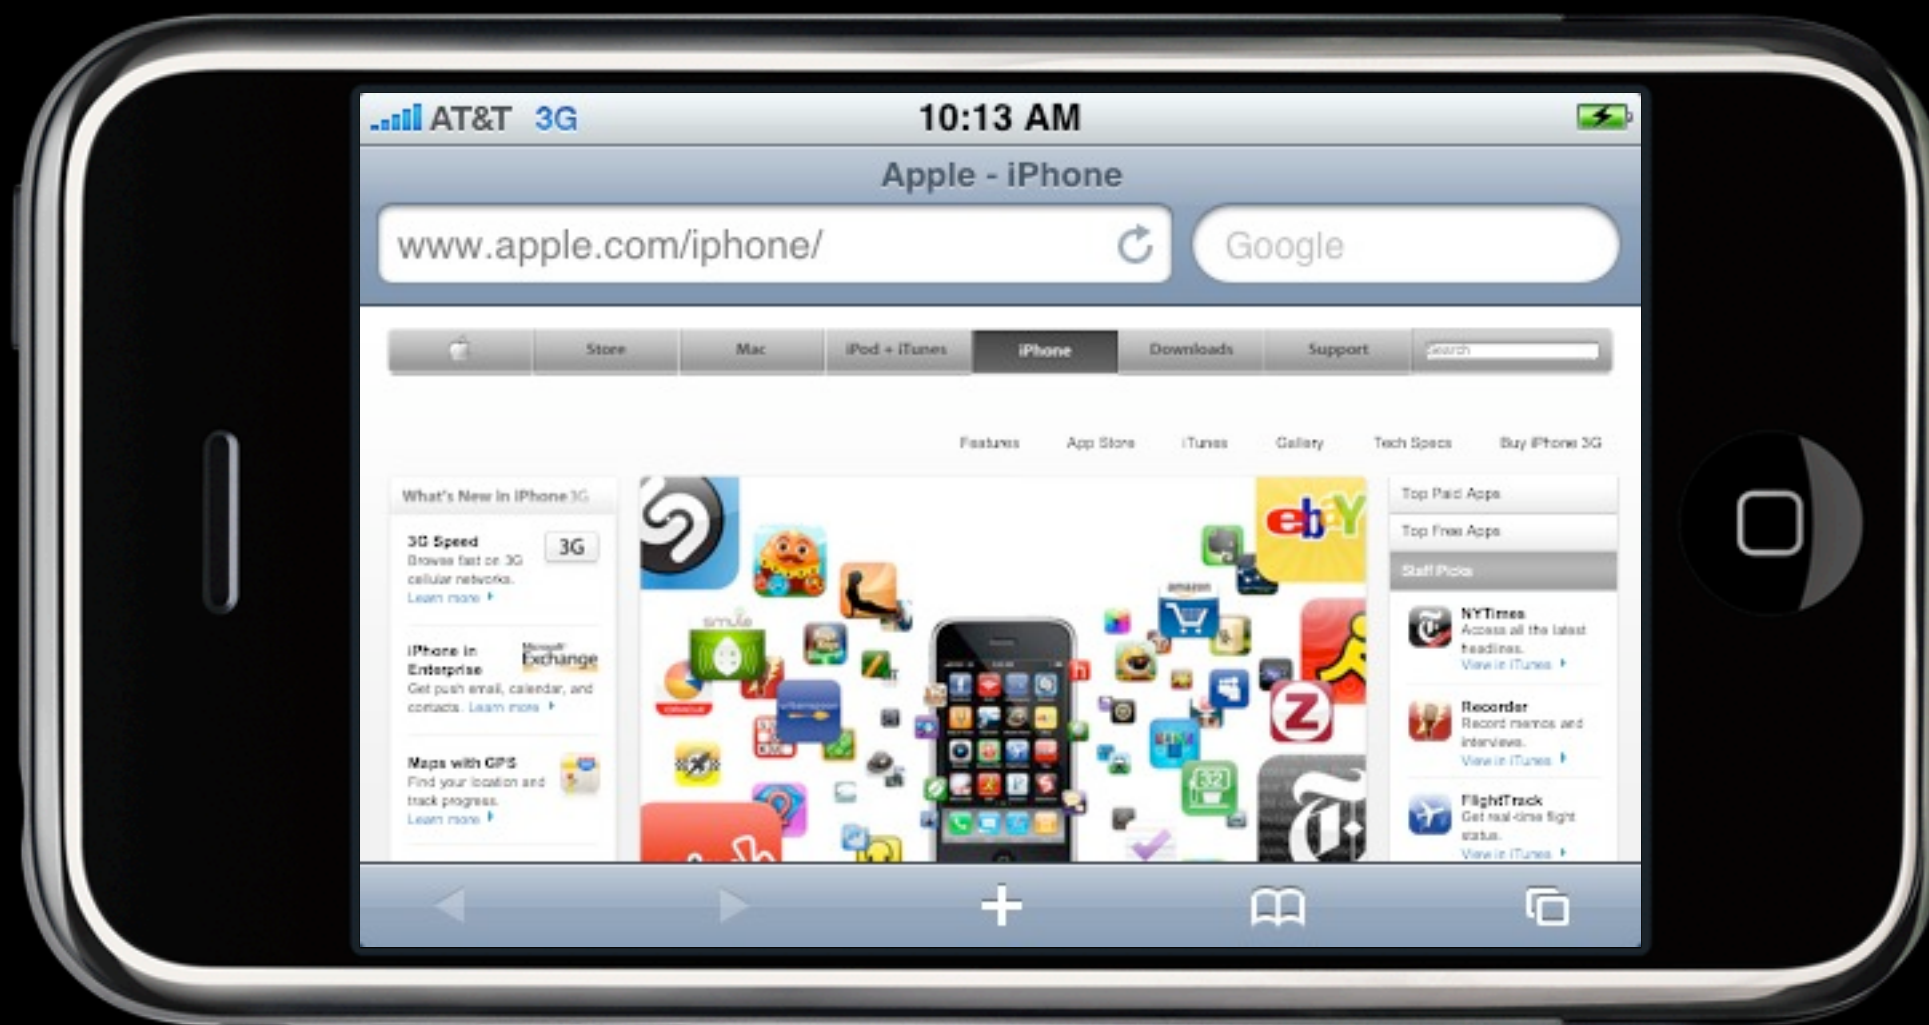 AT&T 3G 10:13 AM
Apple - iPhone
www.apple.com/iphone/ Google
Store Mac iPod + iTunes iPhone Downloads Support Search
Features App Store iTunes Gallery Tech Specs Buy iPhone 3G
What's New in iPhone 3G
3G Speed
3G
Browse fast on 3G
cellular networks.
Learn more
iPhone in
Enterprise
Microsoft
Exchange
Get push email, calendar, and
contacts. Learn more
Maps with GPS
Find your location and
track progress.
Learn more
ebaY
amazon
smule
urbanspoon
Z
32
Top Paid Apps
Top Free Apps
Staff Picks
NYTimes
Access all the latest
headlines.
View in iTunes
Recorder
Record memos and
interviews.
View in iTunes
FlightTrack
Get real-time flight
status.
View in iTunes